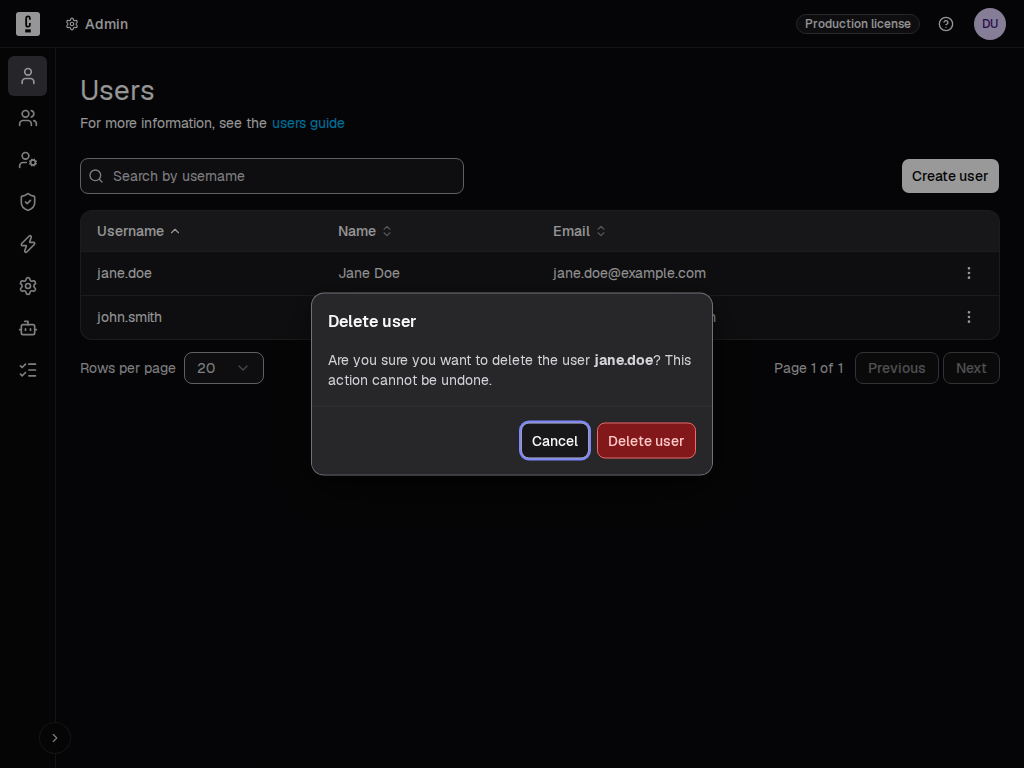 Admin
Production license
DU
Users
For more information, see the users guide
Search by username
Create user
Username Name Email
jane.doe Jane Doe jane.doe@example.com
john.smith
Delete user
Are you sure you want to delete the user jane.doe? This
action cannot be undone.
Cancel Delete user
Rows per page 20 Page 1 of 1 Previous Next